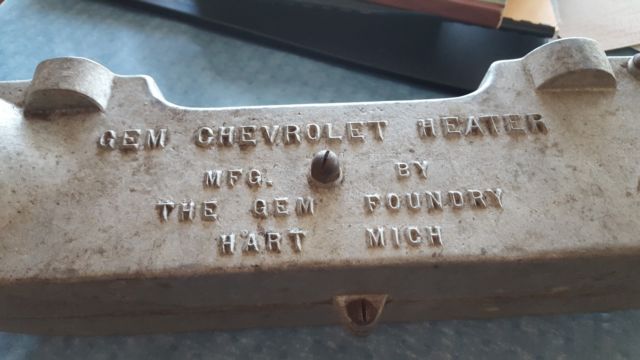 GEM CHEVROLET HEATER
MFG. BY
THE GEM FOUNDRY
HART MICH